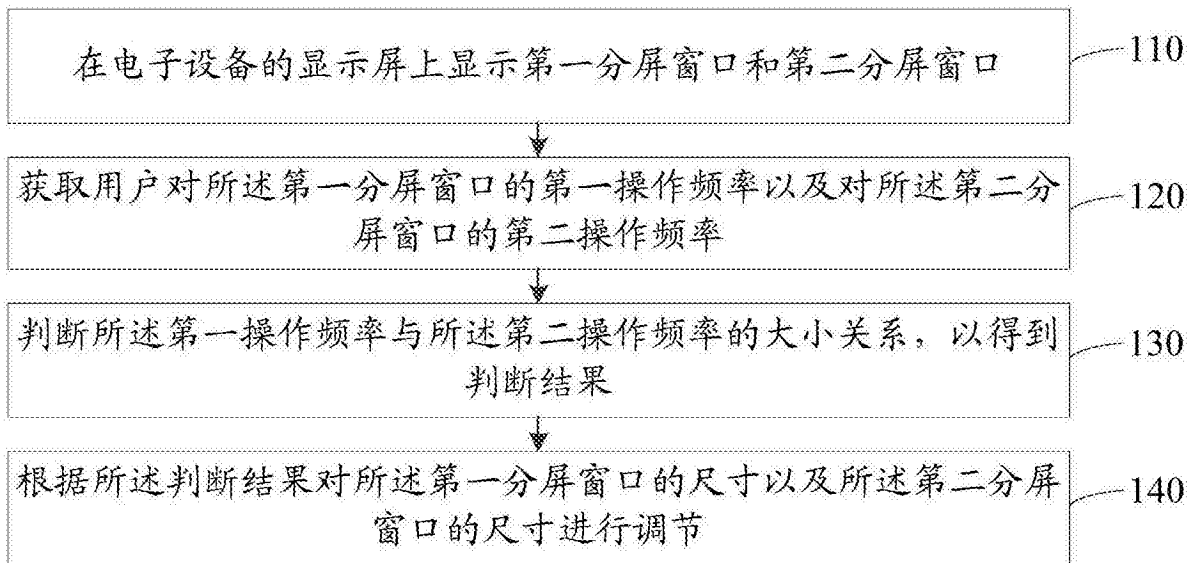 在电子设备的显示屏上显示第一分屏窗口和第二分屏窗口
110
获取用户对所述第一分屏窗口的第一操作频率以及对所述第二分
屏窗口的第二操作频率
120
判断所述第一操作频率与所述第二操作频率的大小关系，以得到
判断结果
130
根据所述判断结果对所述第一分屏窗口的尺寸以及所述第二分屏
窗口的尺寸进行调节
140